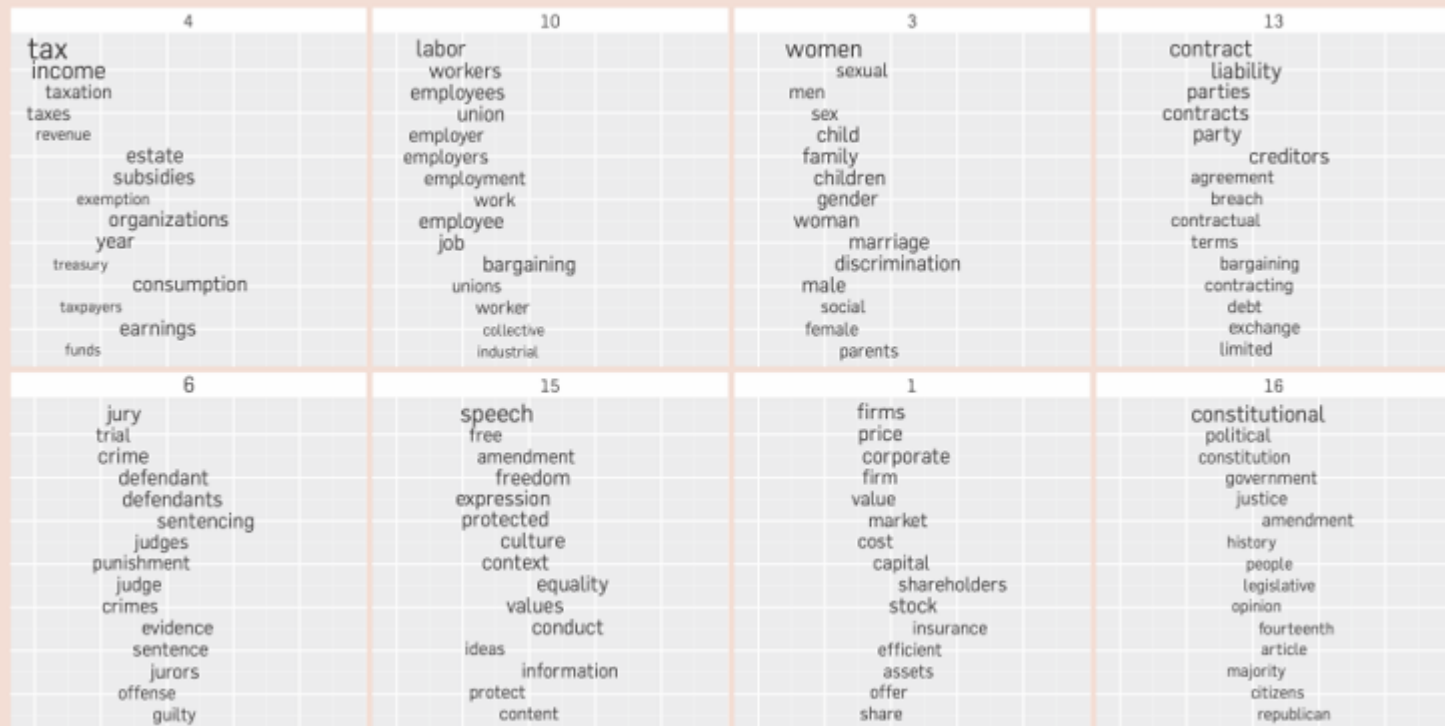 4
tax
income
taxation
taxes
revenue
estate
subsidies
exemption
organizations
year
treasury
consumption
taxpayers
earnings
funds
10
labor
workers
employees
union
employer
employers
employment
work
employee
job
bargaining
unions
worker
collective
industrial
3
women
sexual
men
sex
child
family
children
gender
woman
marriage
discrimination
male
social
female
parents
13
contract
liability
parties
contracts
party
creditors
agreement
breach
contractual
terms
bargaining
contracting
debt
exchange
limited
6
jury
trial
crime
defendant
defendants
sentencing
judges
punishment
judge
crimes
evidence
sentence
jurors
offense
guilty
15
speech
free
amendment
freedom
expression
protected
culture
context
equality
values
conduct
ideas
information
protect
content
1
firms
price
corporate
firm
value
market
cost
capital
shareholders
stock
insurance
efficient
assets
offer
share
16
constitutional
political
constitution
government
justice
amendment
history
people
legislative
opinion
fourteenth
article
majority
citizens
republican